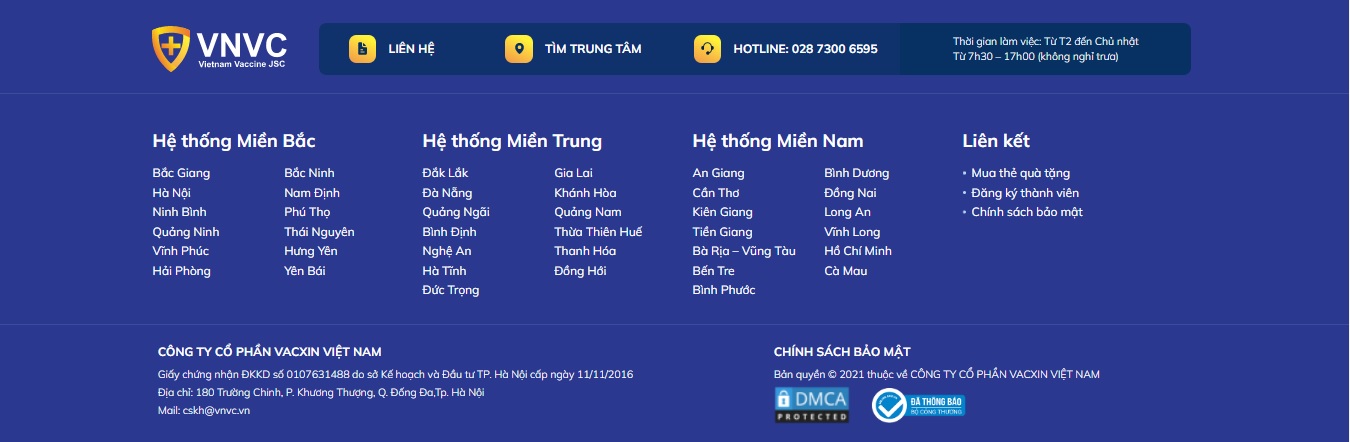 VNVC
Vietnam Vaccine JSC
LIÊN HỆ
TÌM TRUNG TÂM
HOTLINE: 028 7300 6595
Thời gian làm việc: Từ T2 đến Chủ nhật
Từ 7h30 – 17h00 (không nghỉ trưa)
Hệ thống Miền Bắc
Bắc Giang
Hà Nội
Ninh Bình
Quảng Ninh
Vĩnh Phúc
Hải Phòng
Bắc Ninh
Nam Định
Phú Thọ
Thái Nguyên
Hưng Yên
Yên Bái
Hệ thống Miền Trung
Đắk Lắk
Đà Nẵng
Quảng Ngãi
Bình Định
Nghệ An
Hà Tĩnh
Đức Trọng
Gia Lai
Khánh Hòa
Quảng Nam
Thừa Thiên Huế
Thanh Hóa
Đồng Hới
Hệ thống Miền Nam
An Giang
Cần Thơ
Kiên Giang
Tiền Giang
Bà Rịa – Vũng Tàu
Bến Tre
Bình Phước
Bình Dương
Đồng Nai
Long An
Vĩnh Long
Hồ Chí Minh
Cà Mau
Liên kết
• Mua thẻ quà tặng
• Đăng ký thành viên
• Chính sách bảo mật
CÔNG TY CỔ PHẦN VACXIN VIỆT NAM
Giấy chứng nhận ĐKKD số 0107631488 do sở Kế hoạch và Đầu tư TP. Hà Nội cấp ngày 11/11/2016
Địa chỉ: 180 Trường Chinh, P. Khương Thượng, Q. Đống Đa,Tp. Hà Nội
Mail: cskh@vnvc.vn
CHÍNH SÁCH BẢO MẬT
Bản quyền © 2021 thuộc về CÔNG TY CỔ PHẦN VACXIN VIỆT NAM
DMCA
PROTECTED
ĐÃ THÔNG BÁO
BỘ CÔNG THƯƠNG